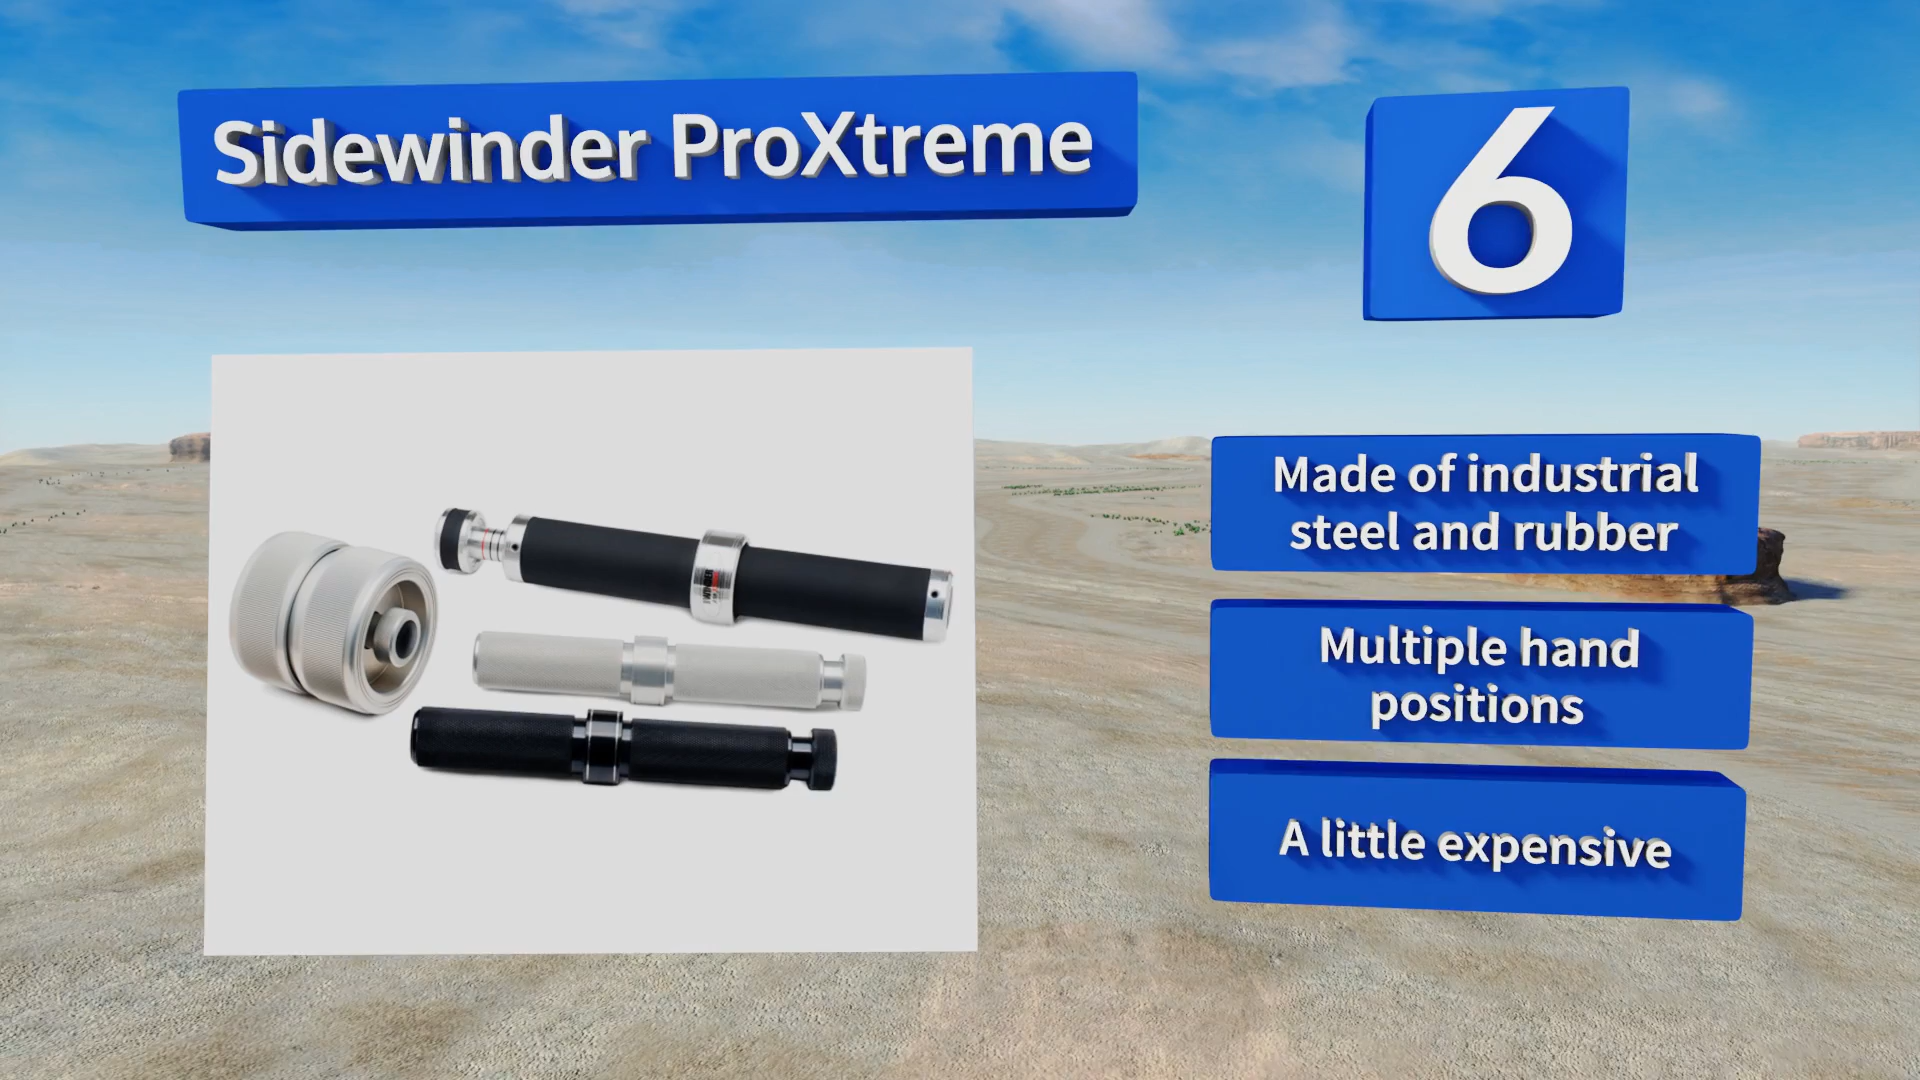 Sidewinder ProXtreme
6
Made of industrial
steel and rubber
Multiple hand
positions
A little expensive